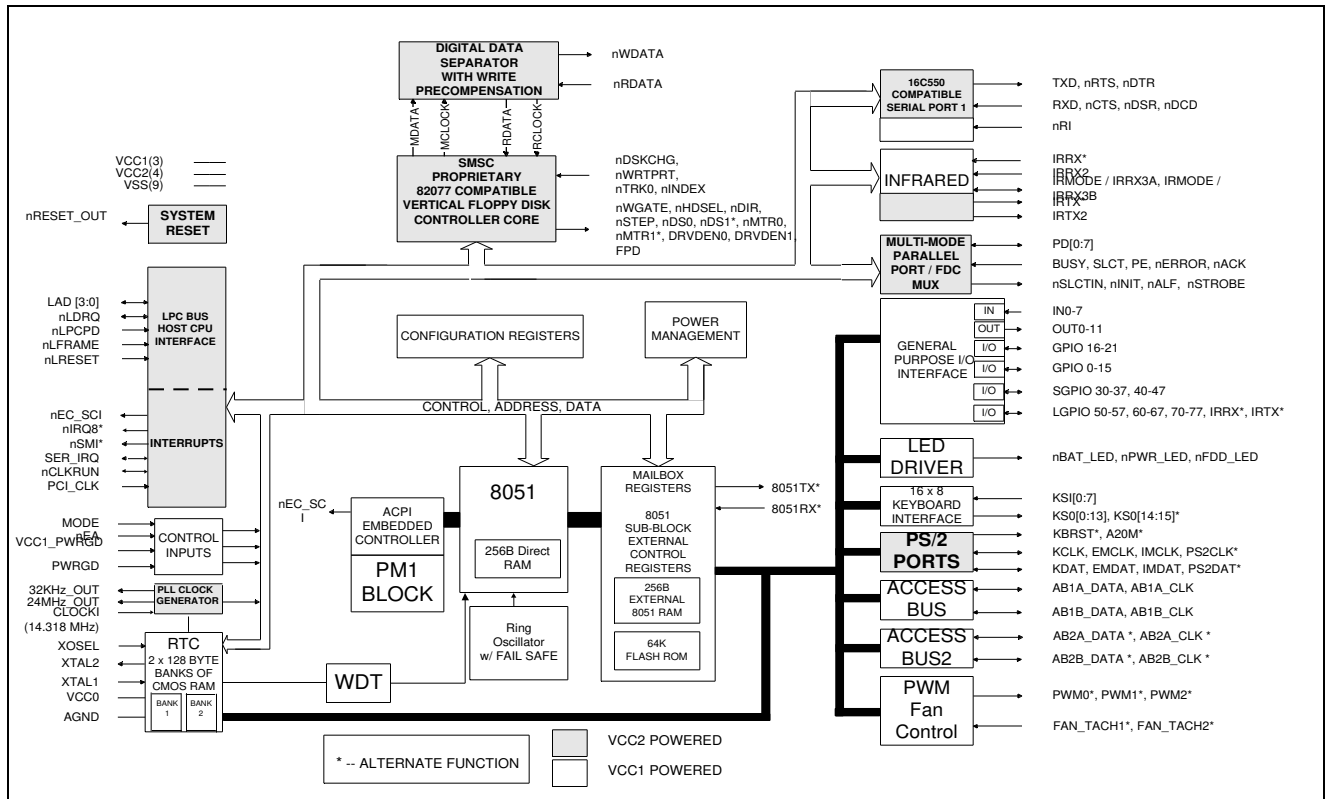 DIGITAL DATA
SEPARATOR
WITH WRITE
PRECOMPENSATION
nWDATA
nRDATA
MDATA
MCLOCK
RDATA
RCLOCK
SMSC
PROPRIETARY
82077 COMPATIBLE
VERTICAL FLOPPY DISK
CONTROLLER CORE
nDSKCHG,
nWRTPRT,
nTRK0, nINDEX
nWGATE, nHDSEL, nDIR,
nSTEP, nDS0, nDS1*, nMTR0,
nMTR1*, DRVDEN0, DRVDEN1,
FPD
VCC1(3)
VCC2(4)
VSS(9)
nRESET_OUT
SYSTEM
RESET
LAD [3:0]
nLDRQ
nLPCPD
nLFRAME
nLRESET
LPC BUS
HOST CPU
INTERFACE
nEC_SCI
nIRQ8*
nSMI*
SER_IRQ
nCLKRUN
PCI_CLK
INTERRUPTS
MODE
nEA
VCC1_PWRGD
PWRGD
CONTROL
INPUTS
32KHz_OUT
24MHz_OUT
CLOCKI
(14.318 MHz)
PLL CLOCK
GENERATOR
XOSEL
XTAL2
XTAL1
VCC0
AGND
RTC
2 x 128 BYTE
BANKS OF
CMOS RAM
BANK
1
BANK
2
CONFIGURATION REGISTERS
POWER
MANAGEMENT
CONTROL, ADDRESS, DATA
nEC_SC
I
ACPI
EMBEDDED
CONTROLLER
PM1
BLOCK
8051
256B Direct
RAM
Ring
Oscillator
w/ FAIL SAFE
WDT
MAILBOX
REGISTERS
8051
SUB-BLOCK
EXTERNAL
CONTROL
REGISTERS
256B
EXTERNAL
8051 RAM
64K
FLASH ROM
8051TX*
8051RX*
16C550
COMPATIBLE
SERIAL PORT 1
TXD, nRTS, nDTR
RXD, nCTS, nDSR, nDCD
nRI
INFRARED
IRRX*
IRRX2
IRMODE / IRRX3A, IRMODE /
IRRX3B
IRTX*
IRTX2
MULTI-MODE
PARALLEL
PORT / FDC
MUX
PD[0:7]
BUSY, SLCT, PE, nERROR, nACK
nSLCTIN, nINIT, nALF, nSTROBE
GENERAL
PURPOSE I/O
INTERFACE
IN
OUT
I/O
I/O
I/O
I/O
IN0-7
OUT0-11
GPIO 16-21
GPIO 0-15
SGPIO 30-37, 40-47
LGPIO 50-57, 60-67, 70-77, IRRX*, IRTX*
LED
DRIVER
nBAT_LED, nPWR_LED, nFDD_LED
16 x 8
KEYBOARD
INTERFACE
KSI[0:7]
KS0[0:13], KS0[14:15]*
PS/2
PORTS
KBRST*, A20M*
KCLK, EMCLK, IMCLK, PS2CLK*
KDAT, EMDAT, IMDAT, PS2DAT*
ACCESS
BUS
AB1A_DATA, AB1A_CLK
AB1B_DATA, AB1B_CLK
ACCESS
BUS2
AB2A_DATA *, AB2A_CLK *
AB2B_DATA *, AB2B_CLK *
PWM
Fan
Control
PWM0*, PWM1*, PWM2*
FAN_TACH1*, FAN_TACH2*
* -- ALTERNATE FUNCTION
VCC2 POWERED
VCC1 POWERED